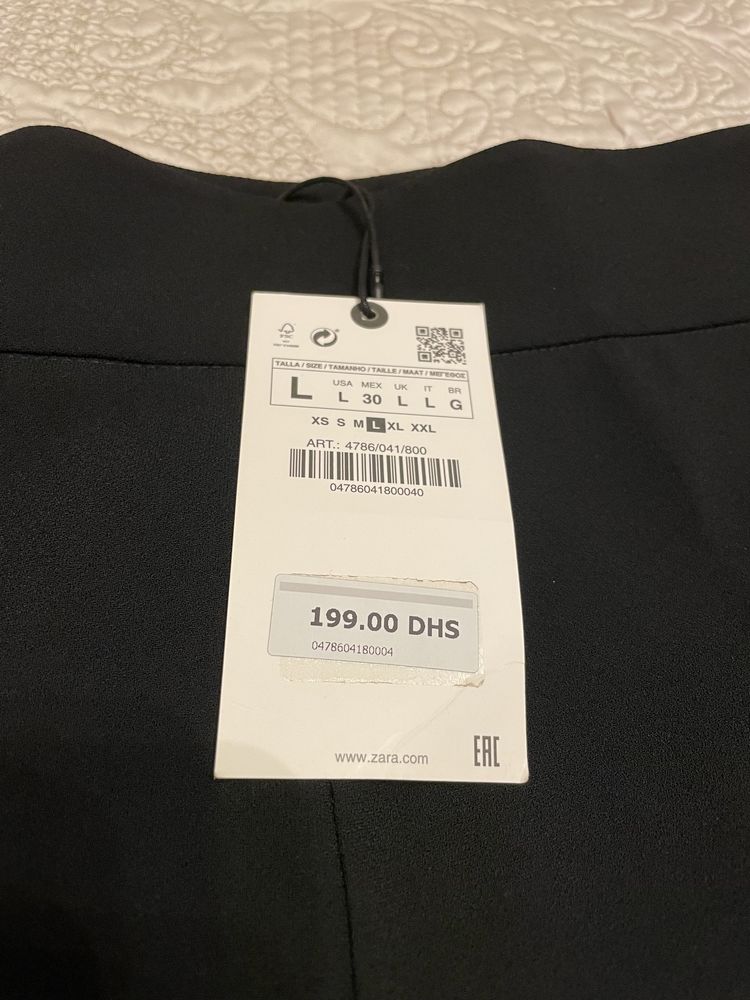 FSC
TALLA / SIZE / TAMANHO / TAILLE / MAAT / ΜΕΓΕΘΟΣ
L
USA MEX UK IT BR
L 30 L L G
XS S M L XL XXL
ART.: 4786/041/800
04786041800040
199.00 DHS
0478604180004
www.zara.com
EAC